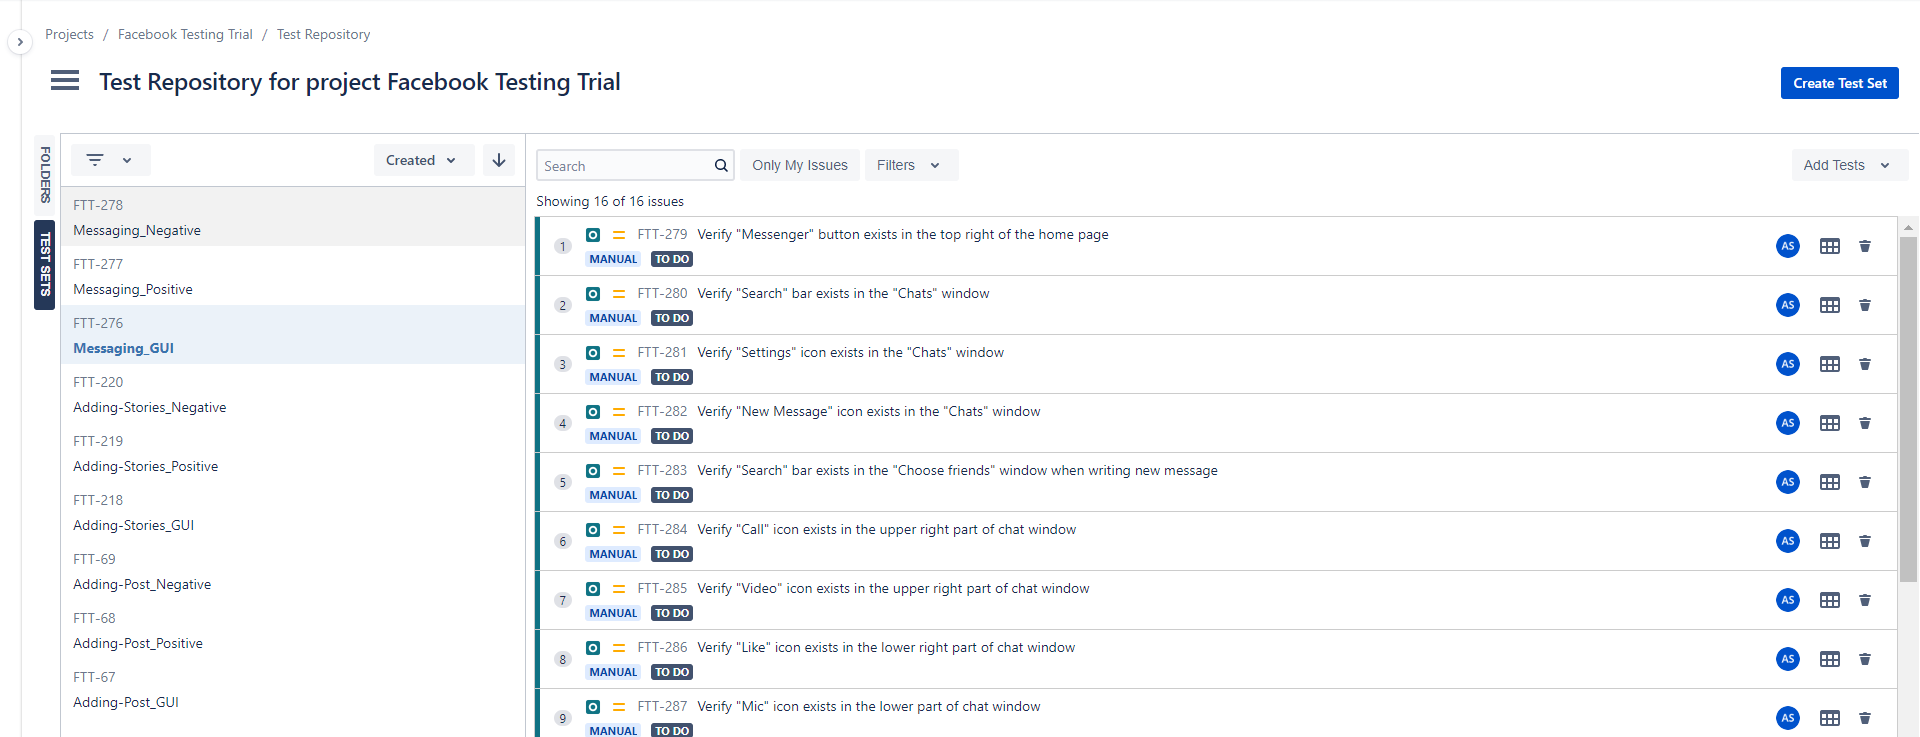 Projects / Facebook Testing Trial / Test Repository
Test Repository for project Facebook Testing Trial
Create Test Set
FOLDERS
TEST SETS
Created
FTT-278
Messaging_Negative
FTT-277
Messaging_Positive
FTT-276
Messaging_GUI
FTT-220
Adding-Stories_Negative
FTT-219
Adding-Stories_Positive
FTT-218
Adding-Stories_GUI
FTT-69
Adding-Post_Negative
FTT-68
Adding-Post_Positive
FTT-67
Adding-Post_GUI
Search Only My Issues Filters Add Tests
Showing 16 of 16 issues
1 FTT-279 Verify "Messenger" button exists in the top right of the home page AS
MANUAL TO DO
2 FTT-280 Verify "Search" bar exists in the "Chats" window AS
MANUAL TO DO
3 FTT-281 Verify "Settings" icon exists in the "Chats" window AS
MANUAL TO DO
4 FTT-282 Verify "New Message" icon exists in the "Chats" window AS
MANUAL TO DO
5 FTT-283 Verify "Search" bar exists in the "Choose friends" window when writing new message AS
MANUAL TO DO
6 FTT-284 Verify "Call" icon exists in the upper right part of chat window AS
MANUAL TO DO
7 FTT-285 Verify "Video" icon exists in the upper right part of chat window AS
MANUAL TO DO
8 FTT-286 Verify "Like" icon exists in the lower right part of chat window AS
MANUAL TO DO
9 FTT-287 Verify "Mic" icon exists in the lower part of chat window AS
MANUAL TO DO